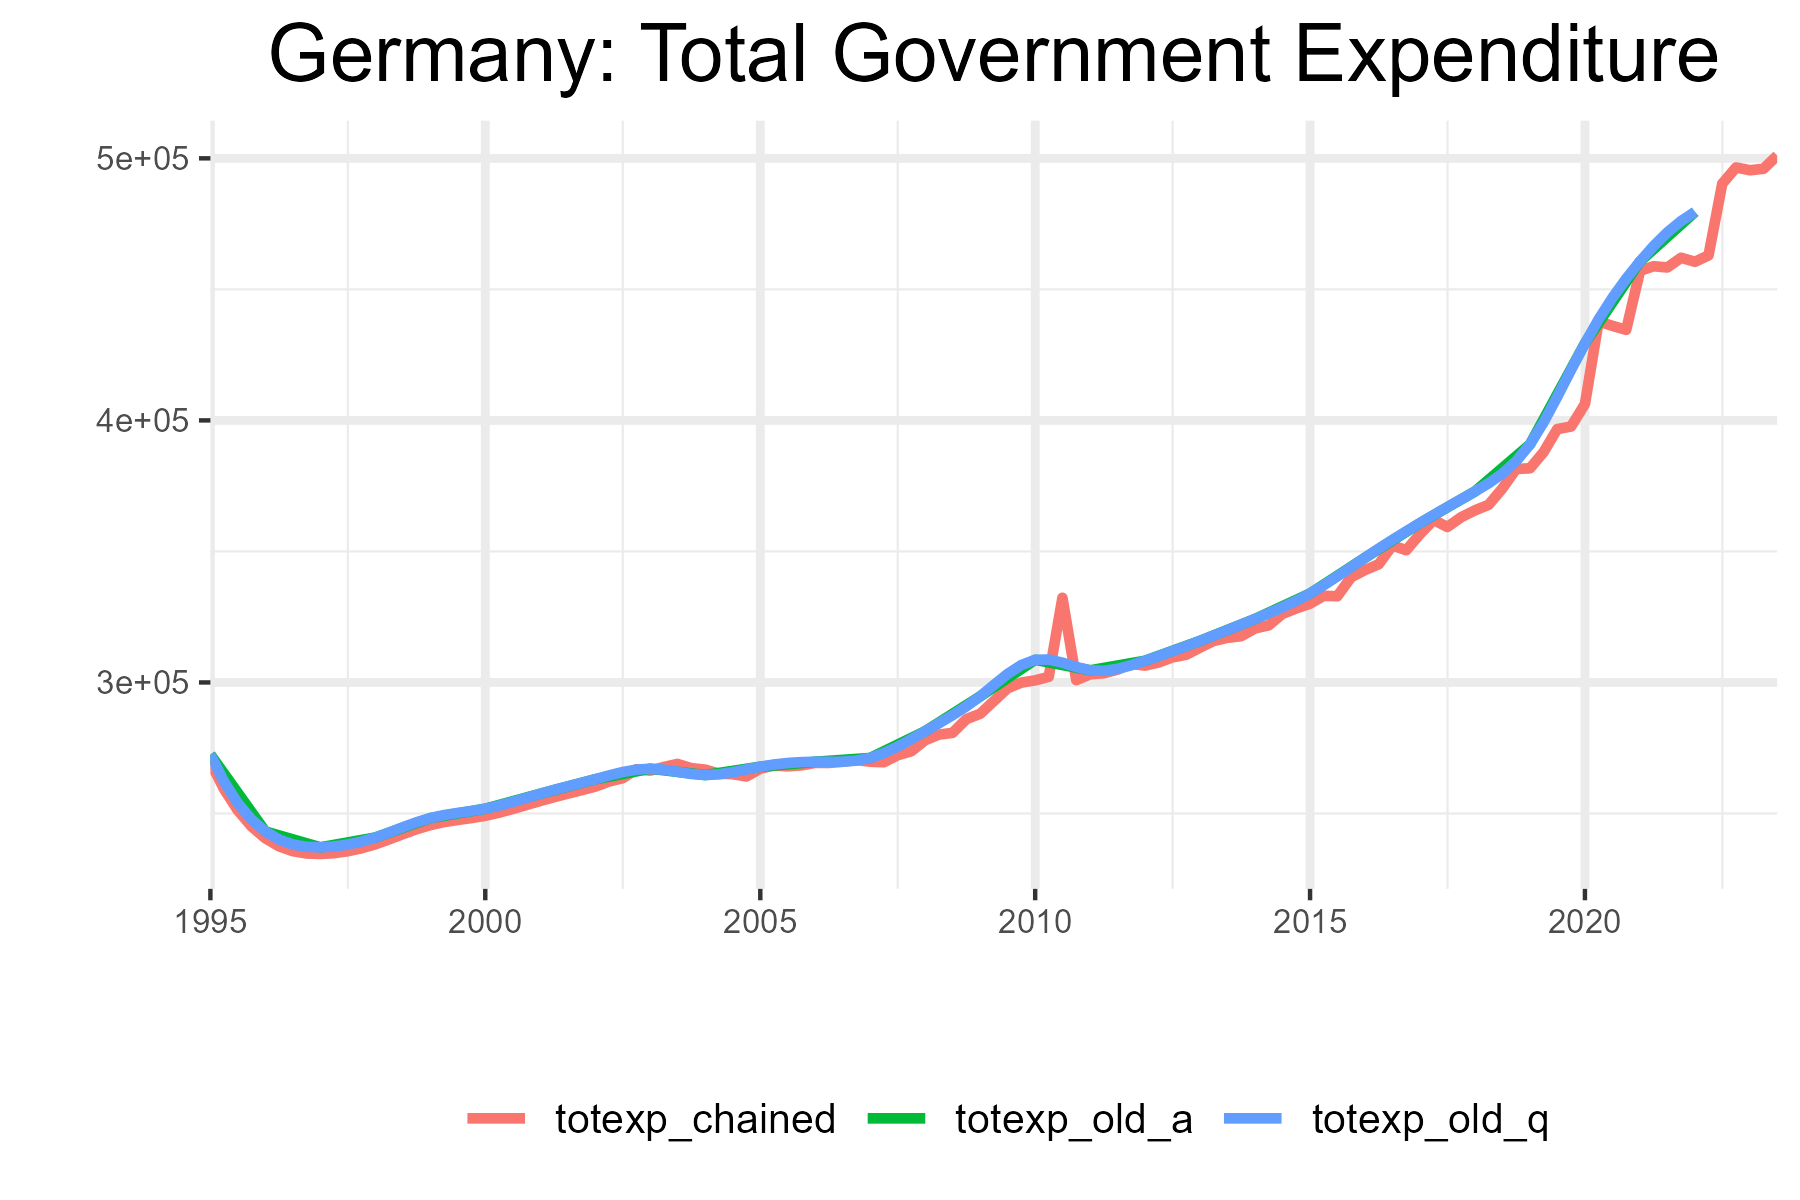 Germany: Total Government Expenditure
5e+05
4e+05
3e+05
1995 2000 2005 2010 2015 2020
totexp_chained totexp_old_a totexp_old_q